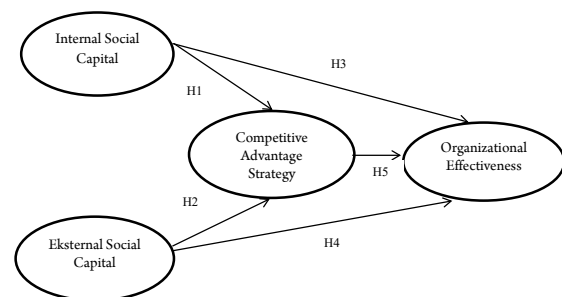 Internal Social
Capital
H3
H1
Competitive
Advantage
Strategy
Organizational
Effectiveness
H5
H2
Eksternal Social
Capital
H4